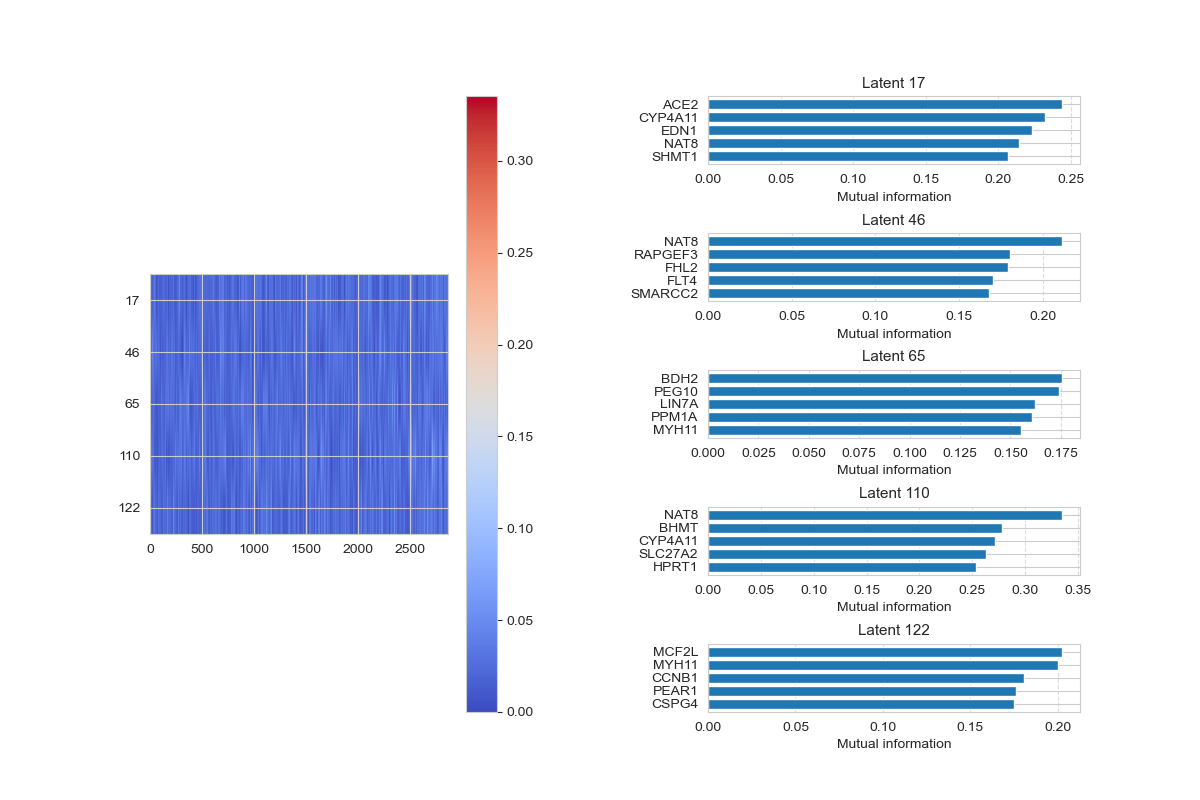 17
46
65
110
122
0 500 1000 1500 2000 2500
0.30
0.25
0.20
0.15
0.10
0.05
0.00
Latent 17
ACE2
CYP4A11
EDN1
NAT8
SHMT1
0.00 0.05 0.10 0.15 0.20 0.25
Mutual information
Latent 46
NAT8
RAPGEF3
FHL2
FLT4
SMARCC2
0.00 0.05 0.10 0.15 0.20
Mutual information
Latent 65
BDH2
PEG10
LIN7A
PPM1A
MYH11
0.000 0.025 0.050 0.075 0.100 0.125 0.150 0.175
Mutual information
Latent 110
NAT8
BHMT
CYP4A11
SLC27A2
HPRT1
0.00 0.05 0.10 0.15 0.20 0.25 0.30 0.35
Mutual information
Latent 122
MCF2L
MYH11
CCNB1
PEAR1
CSPG4
0.00 0.05 0.10 0.15 0.20
Mutual information